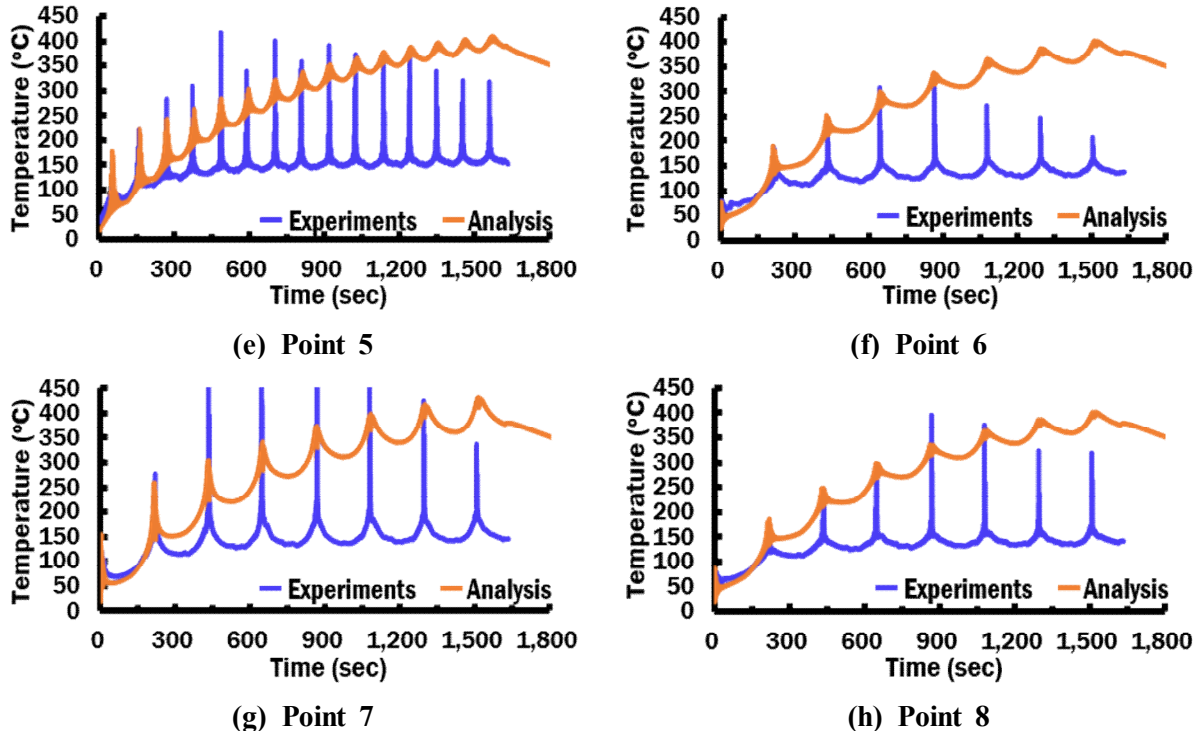 Temperature (°C)
450
400
350
300
250
200
150
100
50
0
Experiments Analysis
0 300 600 900 1,200 1,500 1,800
Time (sec)
(e) Point 5
Temperature (°C)
450
400
350
300
250
200
150
100
50
0
Experiments Analysis
0 300 600 900 1,200 1,500 1,800
Time (sec)
(f) Point 6
Temperature (°C)
450
400
350
300
250
200
150
100
50
0
Experiments Analysis
0 300 600 900 1,200 1,500 1,800
Time (sec)
(g) Point 7
Temperature (°C)
450
400
350
300
250
200
150
100
50
0
Experiments Analysis
0 300 600 900 1,200 1,500 1,800
Time (sec)
(h) Point 8